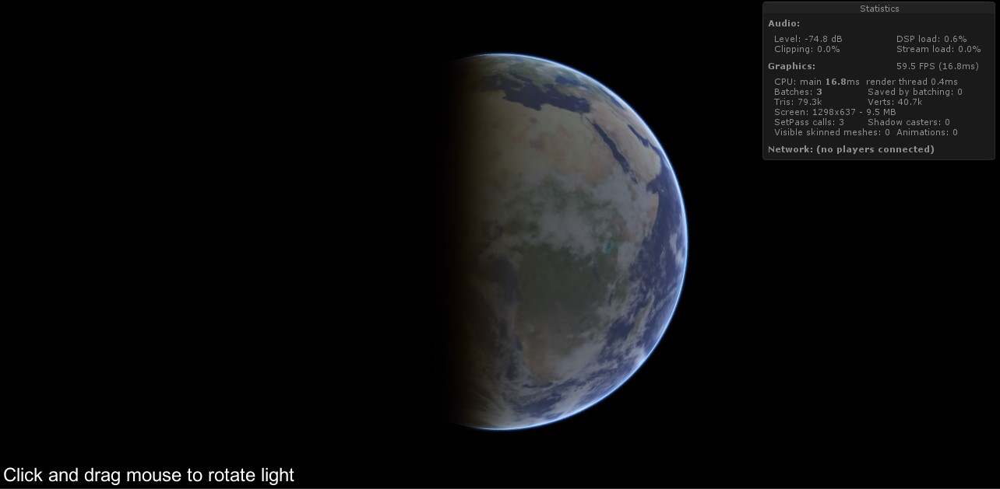 Statistics
Audio:
Level: -74.8 dB DSP load: 0.6%
Clipping: 0.0% Stream load: 0.0%
Graphics: 59.5 FPS (16.8ms)
CPU: main 16.8ms render thread 0.4ms
Batches: 3 Saved by batching: 0
Tris: 79.3k Verts: 40.7k
Screen: 1298x637 - 9.5 MB
SetPass calls: 3 Shadow casters: 0
Visible skinned meshes: 0 Animations: 0
Network: (no players connected)
Click and drag mouse to rotate light